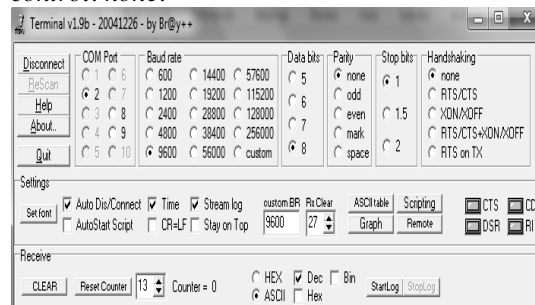 control: none.
Terminal v1.9b - 20041226 - by Br@y++
Disconnect
ReScan
Help
About..
Quit
COM Port
1 6
2 7
3 8
4 9
5 10
Baud rate
600 14400 57600
1200 19200 115200
2400 28800 128000
4800 38400 256000
9600 56000 custom
Data bits
5
6
7
8
Parity
none
odd
even
mark
space
Stop bits
1
1.5
2
Handshaking
none
RTS/CTS
XON/XOFF
RTS/CTS+XON/XOFF
RTS on TX
Settings
Set font
Auto Dis/Connect Time Stream log
AutoStart Script CR=LF Stay on Top
custom BR Rx Clear
9600 27
ASCII table Scripting
Graph Remote
CTS CD
DSR RI
Receive
CLEAR Reset Counter 13 Counter = 0
HEX Dec Bin
ASCII Hex
StartLog StopLog